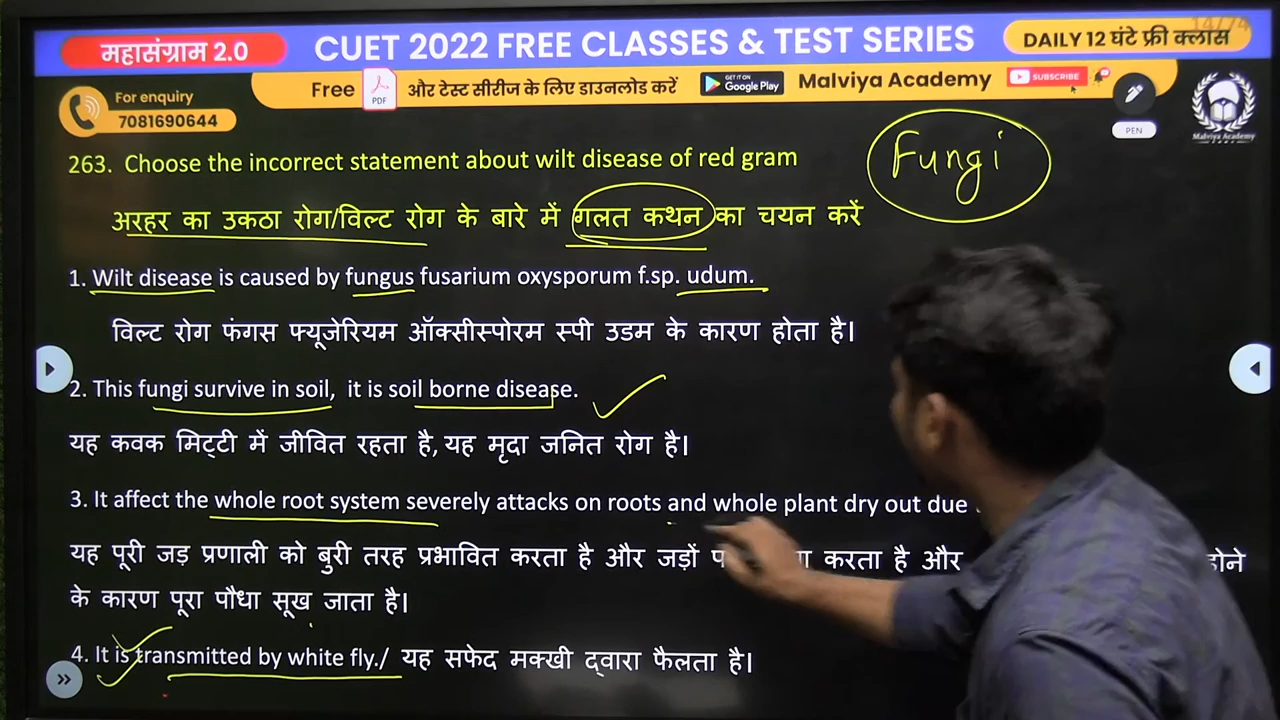 14/74
महासंग्राम 2.0
CUET 2022 FREE CLASSES & TEST SERIES
DAILY 12 घंटे फ्री क्लास
Free PDF और टेस्ट सीरीज के लिए डाउनलोड करें GET IT ON Google Play Malviya Academy SUBSCRIBE
For enquiry
7081690644
PEN
Malviya Academy
Fungi
263. Choose the incorrect statement about wilt disease of red gram
अरहर का उकठा रोग/विल्ट रोग के बारे में गलत कथन का चयन करें
1. Wilt disease is caused by fungus fusarium oxysporum f.sp. udum.
विल्ट रोग फंगस फ्यूजेरियम ऑक्सीस्पोरम स्पी उडम के कारण होता है।
2. This fungi survive in soil, it is soil borne disease.
यह कवक मिट्टी में जीवित रहता है, यह मृदा जनित रोग है।
3. It affect the whole root system severely attacks on roots and whole plant dry out due
यह पूरी जड़ प्रणाली को बुरी तरह प्रभावित करता है और जड़ों करता है और होने
के कारण पूरा पौधा सूख जाता है।
4. It is transmitted by white fly./ यह सफेद मक्खी द्वारा फैलता है।